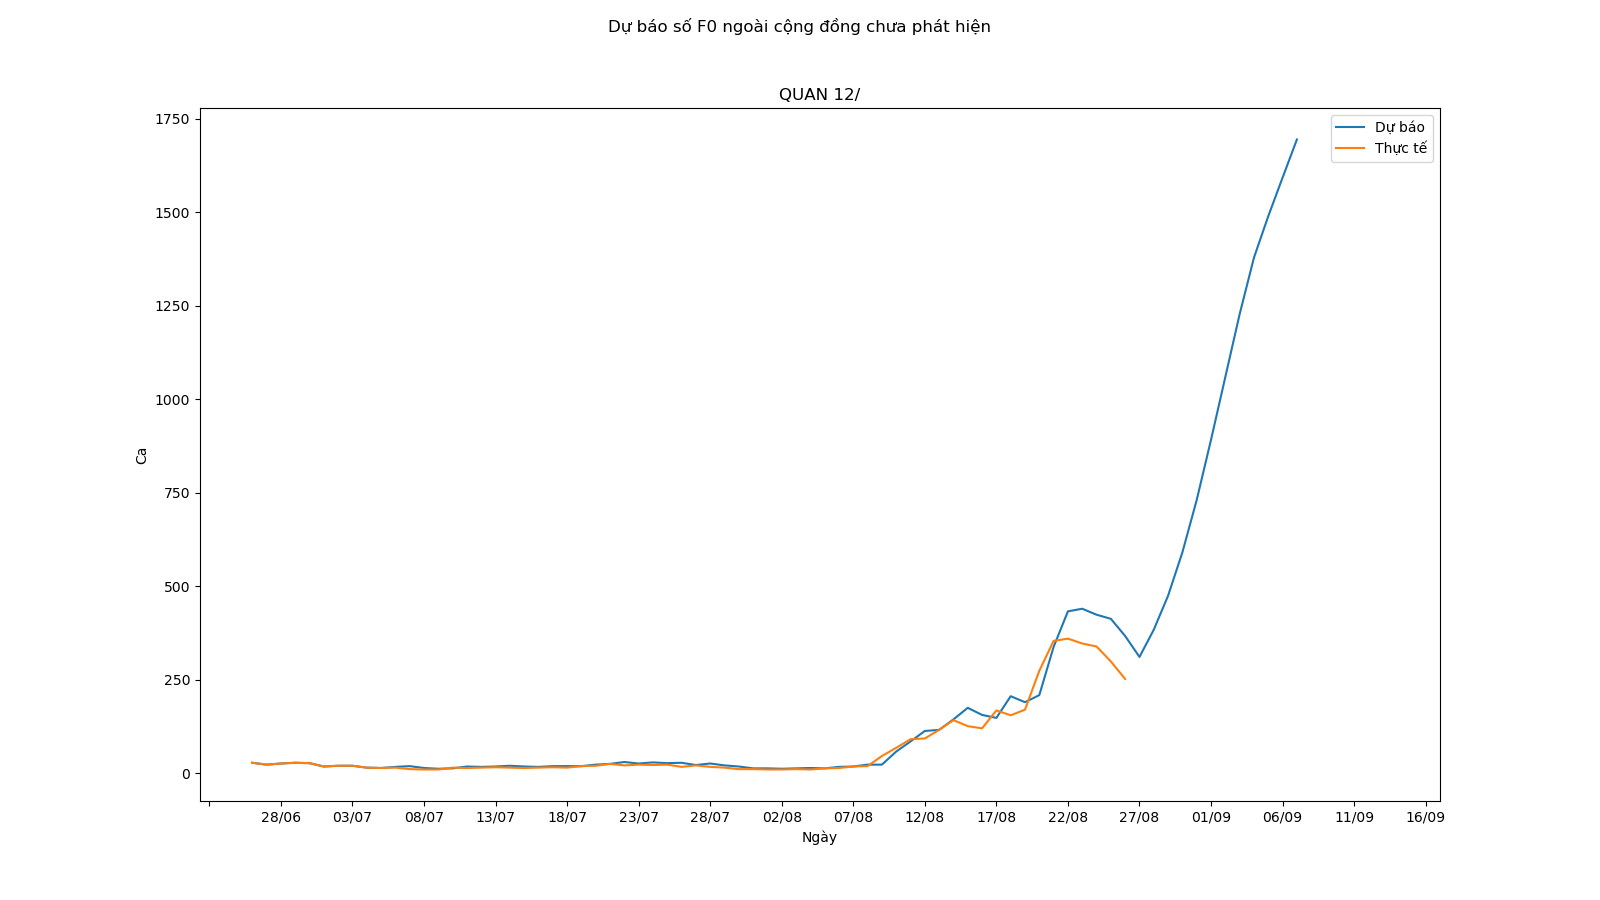 Dự báo số F0 ngoài cộng đồng chưa phát hiện
QUAN 12/
Dự báo
Thực tế
1750
1500
1250
1000
750
500
250
0
Ca
28/06 03/07 08/07 13/07 18/07 23/07 28/07 02/08 07/08 12/08 17/08 22/08 27/08 01/09 06/09 11/09 16/09
Ngày